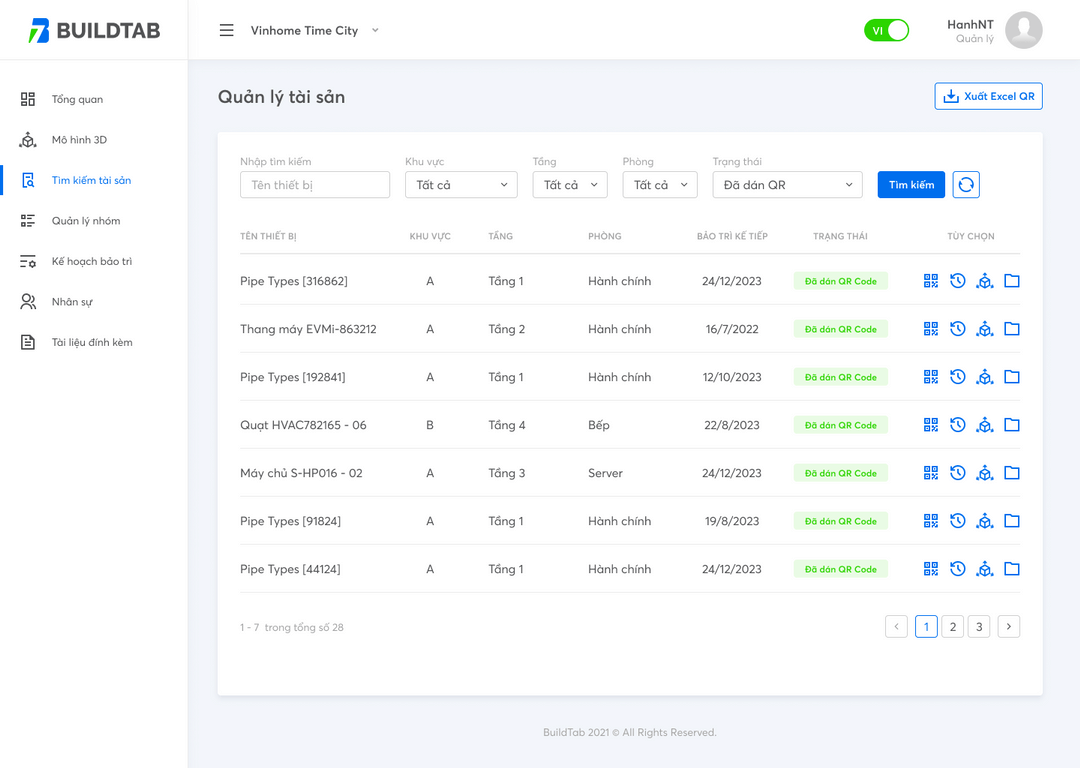 BUILDTAB
Vinhome Time City
VI
HanhNT
Quản lý
Tổng quan
Mô hình 3D
Tìm kiếm tài sản
Quản lý nhóm
Kế hoạch bảo trì
Nhân sự
Tài liệu đính kèm
Quản lý tài sản
Xuất Excel QR
Nhập tìm kiếm Khu vực Tầng Phòng Trạng thái
Tên thiết bị Tất cả Tất cả Tất cả Đã dán QR Tìm kiếm
TÊN THIẾT BỊ KHU VỰC TẦNG PHÒNG BẢO TRÌ KẾ TIẾP TRẠNG THÁI TÙY CHỌN
Pipe Types [316862] A Tầng 1 Hành chính 24/12/2023 Đã dán QR Code
Thang máy EVMi-863212 A Tầng 2 Hành chính 16/7/2022 Đã dán QR Code
Pipe Types [192841] A Tầng 1 Hành chính 12/10/2023 Đã dán QR Code
Quạt HVAC782165 - 06 B Tầng 4 Bếp 22/8/2023 Đã dán QR Code
Máy chủ S-HP016 - 02 A Tầng 3 Server 24/12/2023 Đã dán QR Code
Pipe Types [91824] A Tầng 1 Hành chính 19/8/2023 Đã dán QR Code
Pipe Types [44124] A Tầng 1 Hành chính 24/12/2023 Đã dán QR Code
1 - 7 trong tổng số 28
< 1 2 3 >
BuildTab 2021 © All Rights Reserved.